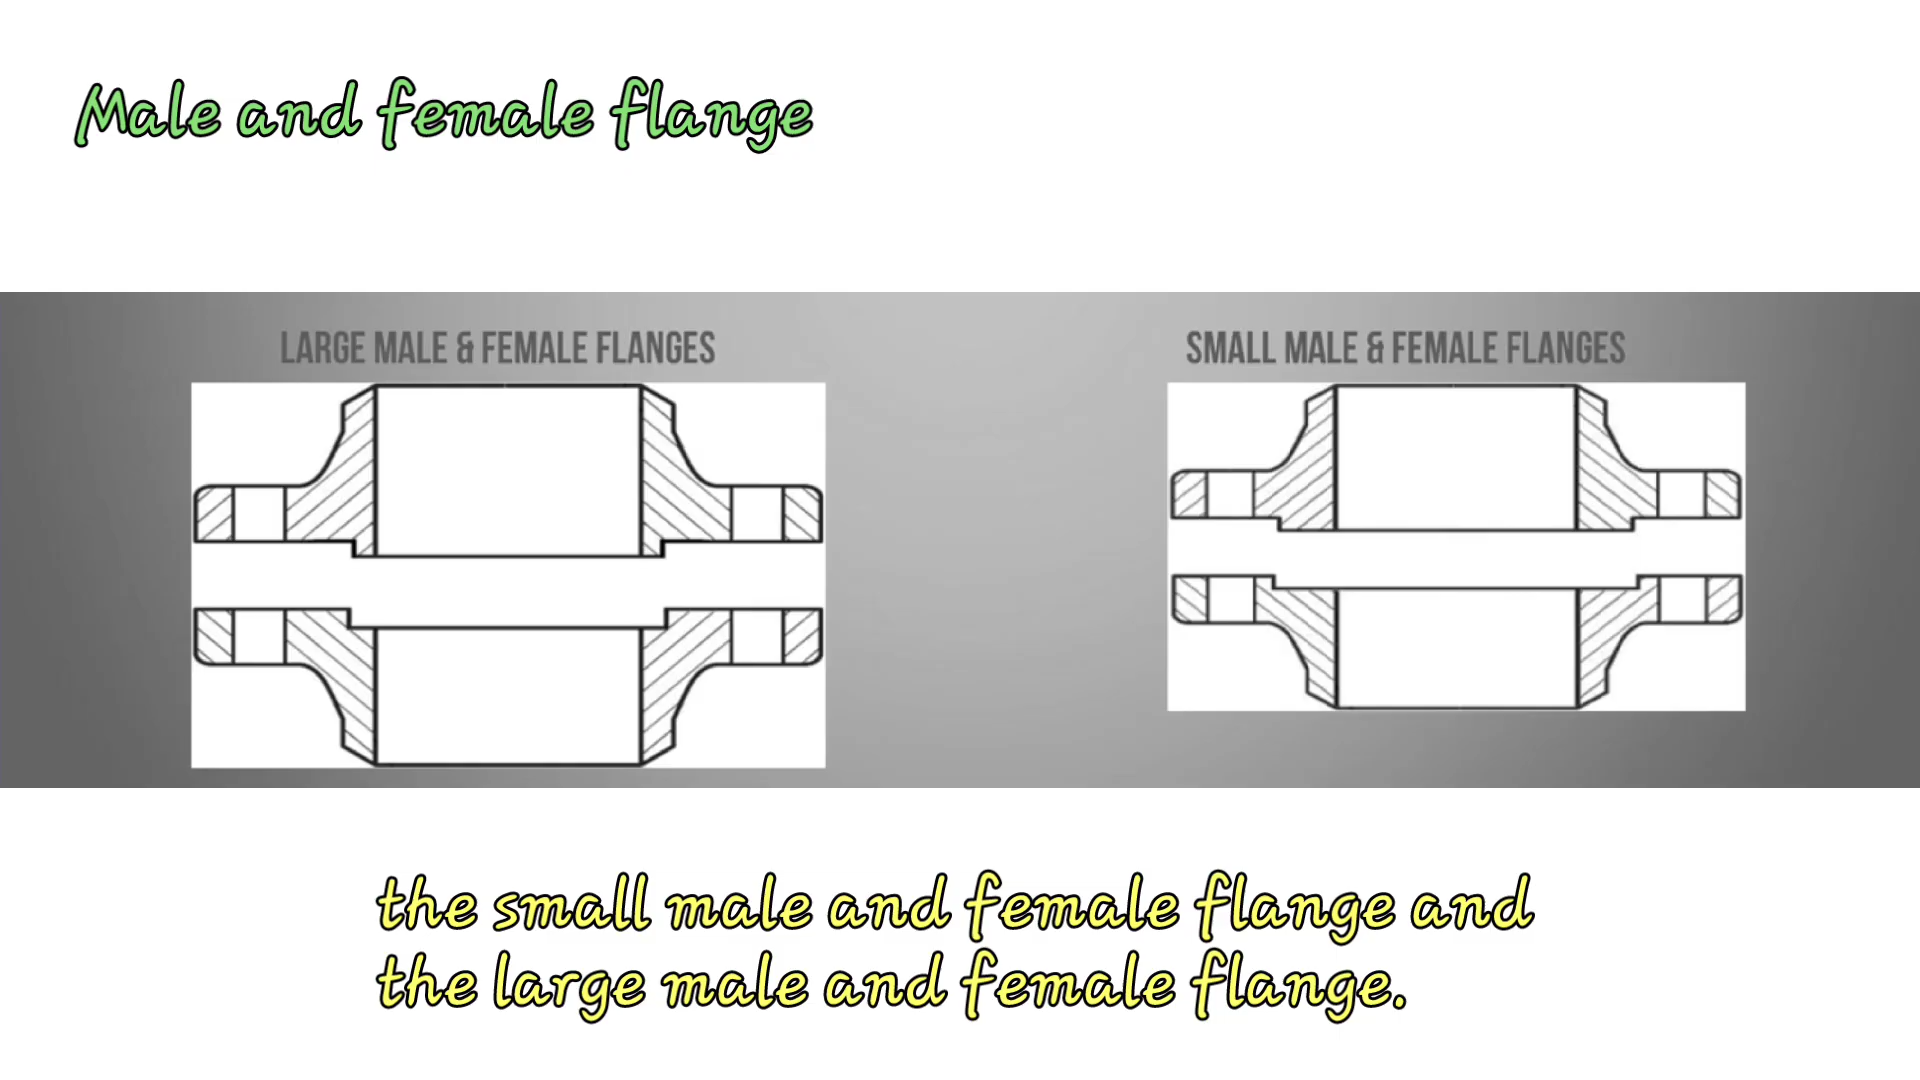 Male and female flange
LARGE MALE & FEMALE FLANGES
SMALL MALE & FEMALE FLANGES
the small male and female flange and
the large male and female flange.